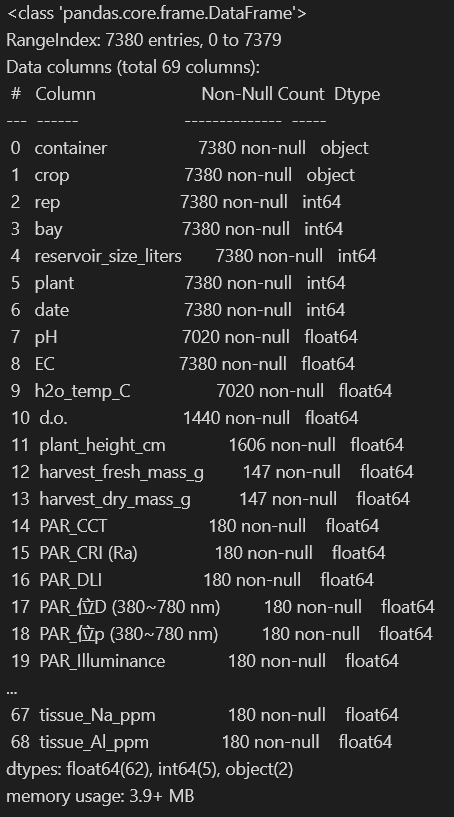 <class 'pandas.core.frame.DataFrame'>
RangeIndex: 7380 entries, 0 to 7379
Data columns (total 69 columns):
 #   Column                Non-Null Count  Dtype
---  ------                --------------  -----
 0   container             7380 non-null   object
 1   crop                  7380 non-null   object
 2   rep                   7380 non-null   int64
 3   bay                   7380 non-null   int64
 4   reservoir_size_liters 7380 non-null   int64
 5   plant                 7380 non-null   int64
 6   date                  7380 non-null   int64
 7   pH                    7020 non-null   float64
 8   EC                    7380 non-null   float64
 9   h2o_temp_C            7020 non-null   float64
 10  d.o.                  1440 non-null   float64
 11  plant_height_cm       1606 non-null   float64
 12  harvest_fresh_mass_g  147 non-null    float64
 13  harvest_dry_mass_g    147 non-null    float64
 14  PAR_CCT               180 non-null    float64
 15  PAR_CRI (Ra)          180 non-null    float64
 16  PAR_DLI               180 non-null    float64
 17  PAR_位D (380~780 nm)   180 non-null    float64
 18  PAR_位p (380~780 nm)   180 non-null    float64
 19  PAR_Illuminance       180 non-null    float64
...
 67  tissue_Na_ppm         180 non-null    float64
 68  tissue_Al_ppm         180 non-null    float64
dtypes: float64(62), int64(5), object(2)
memory usage: 3.9+ MB